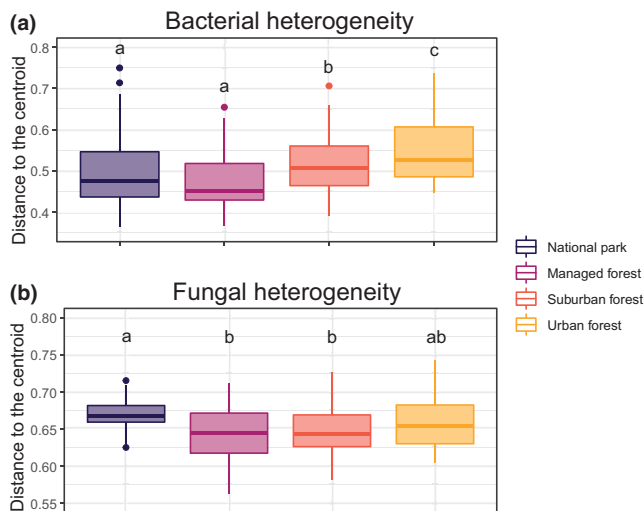 (a) Bacterial heterogeneity
Distance to the centroid
0.8
0.7
0.6
0.5
0.4
a
a
b
c
(b) Fungal heterogeneity
Distance to the centroid
0.80
0.75
0.70
0.65
0.60
0.55
a
b
b
ab
National park
Managed forest
Suburban forest
Urban forest